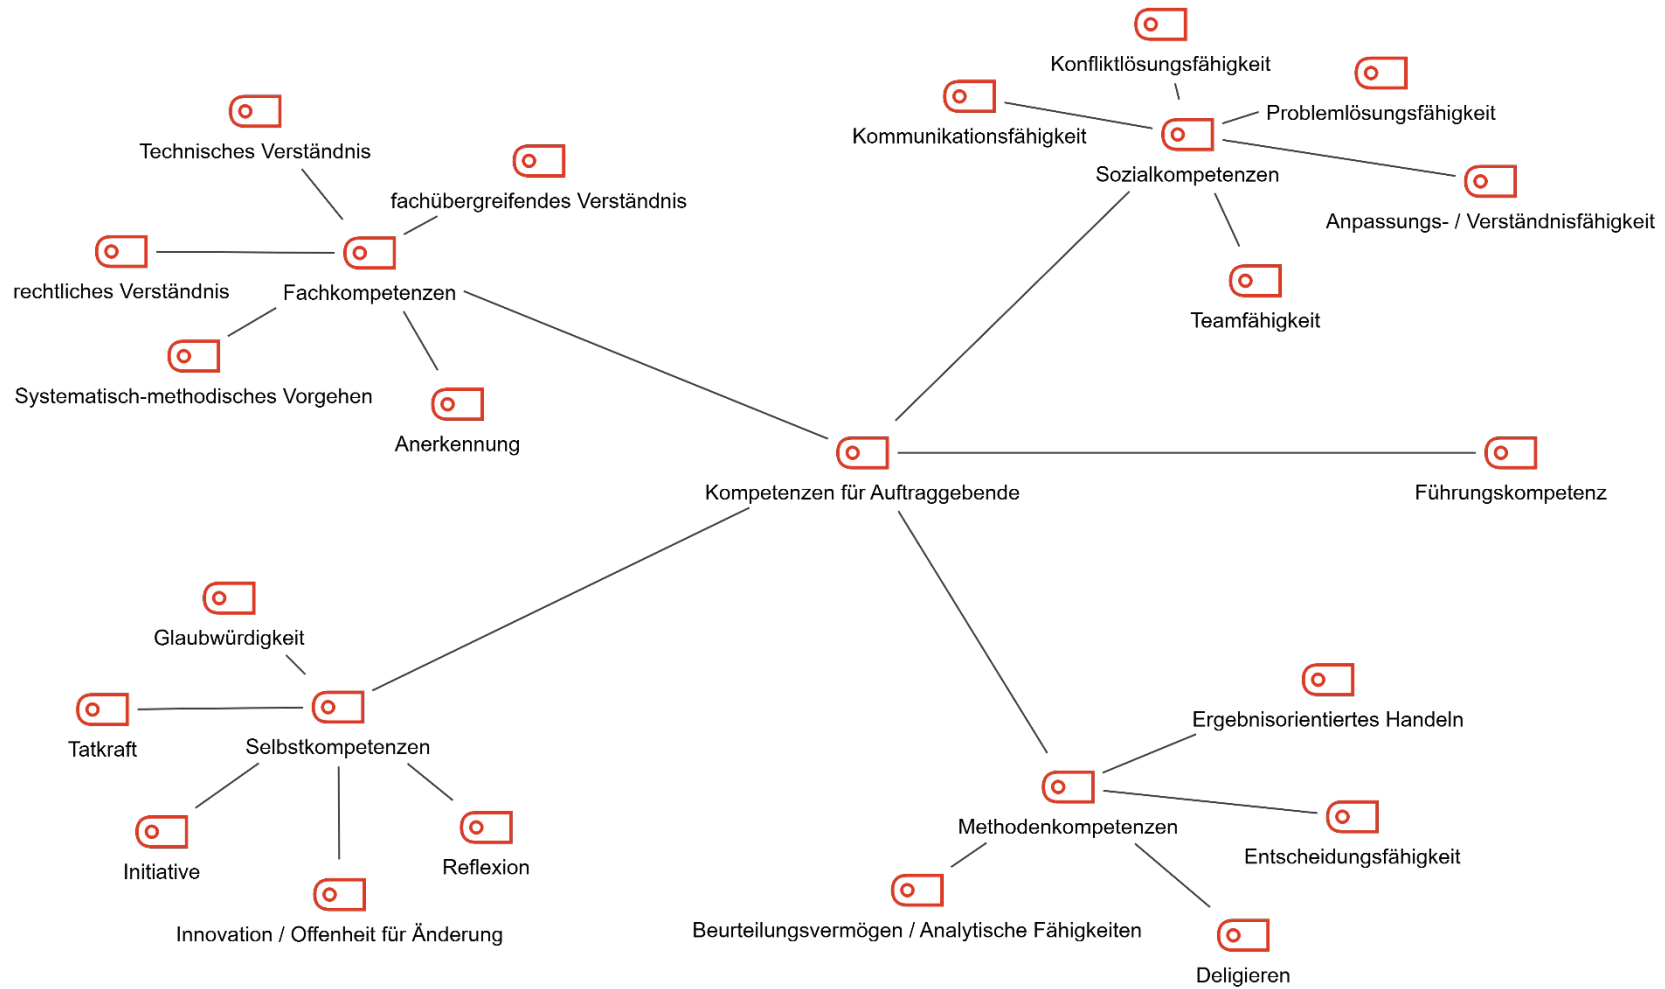 Konfliktlösungsfähigkeit
Problemlösungsfähigkeit
Kommunikationsfähigkeit
Sozialkompetenzen
Anpassungs- / Verständnisfähigkeit
Teamfähigkeit
Technisches Verständnis
fachübergreifendes Verständnis
rechtliches Verständnis
Fachkompetenzen
Systematisch-methodisches Vorgehen
Anerkennung
Kompetenzen für Auftraggebende
Führungskompetenz
Glaubwürdigkeit
Tatkraft
Selbstkompetenzen
Initiative
Reflexion
Innovation / Offenheit für Änderung
Ergebnisorientiertes Handeln
Methodenkompetenzen
Entscheidungsfähigkeit
Beurteilungsvermögen / Analytische Fähigkeiten
Deligieren